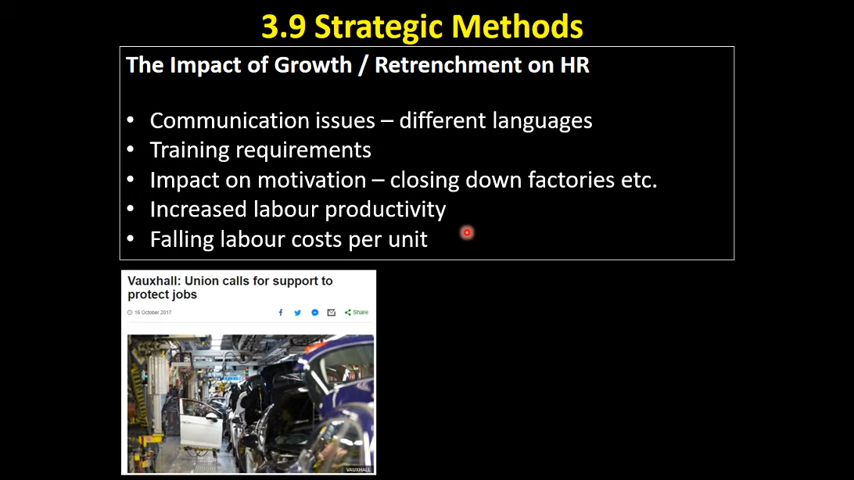 3.9 Strategic Methods
The Impact of Growth / Retrenchment on HR
• Communication issues – different languages
• Training requirements
• Impact on motivation – closing down factories etc.
• Increased labour productivity
• Falling labour costs per unit
Vauxhall: Union calls for support to
protect jobs
16 October 2017
Share
VAUXHALL